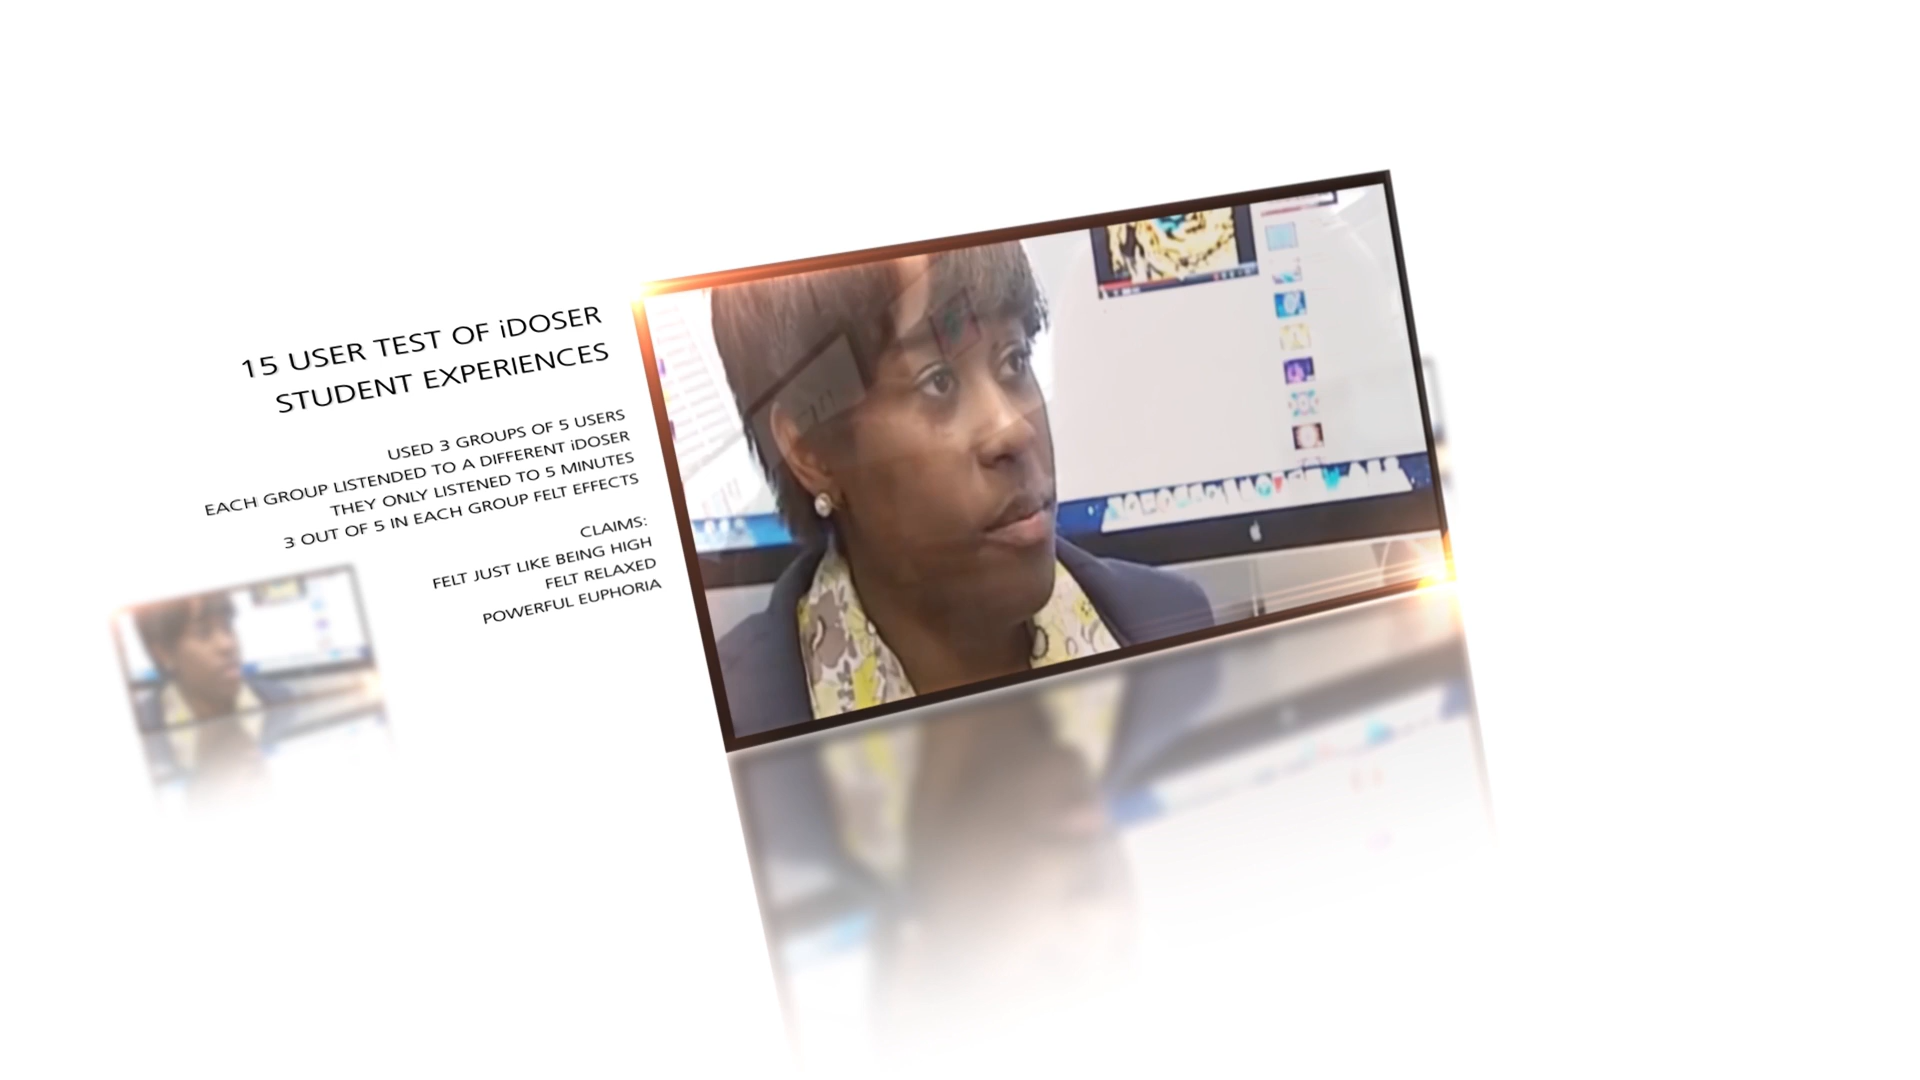 15 USER TEST OF iDOSER
STUDENT EXPERIENCES
USED 3 GROUPS OF 5 USERS
EACH GROUP LISTENDED TO A DIFFERENT iDOSER
THEY ONLY LISTENED TO 5 MINUTES
3 OUT OF 5 IN EACH GROUP FELT EFFECTS
CLAIMS:
FELT JUST LIKE BEING HIGH
FELT RELAXED
POWERFUL EUPHORIA